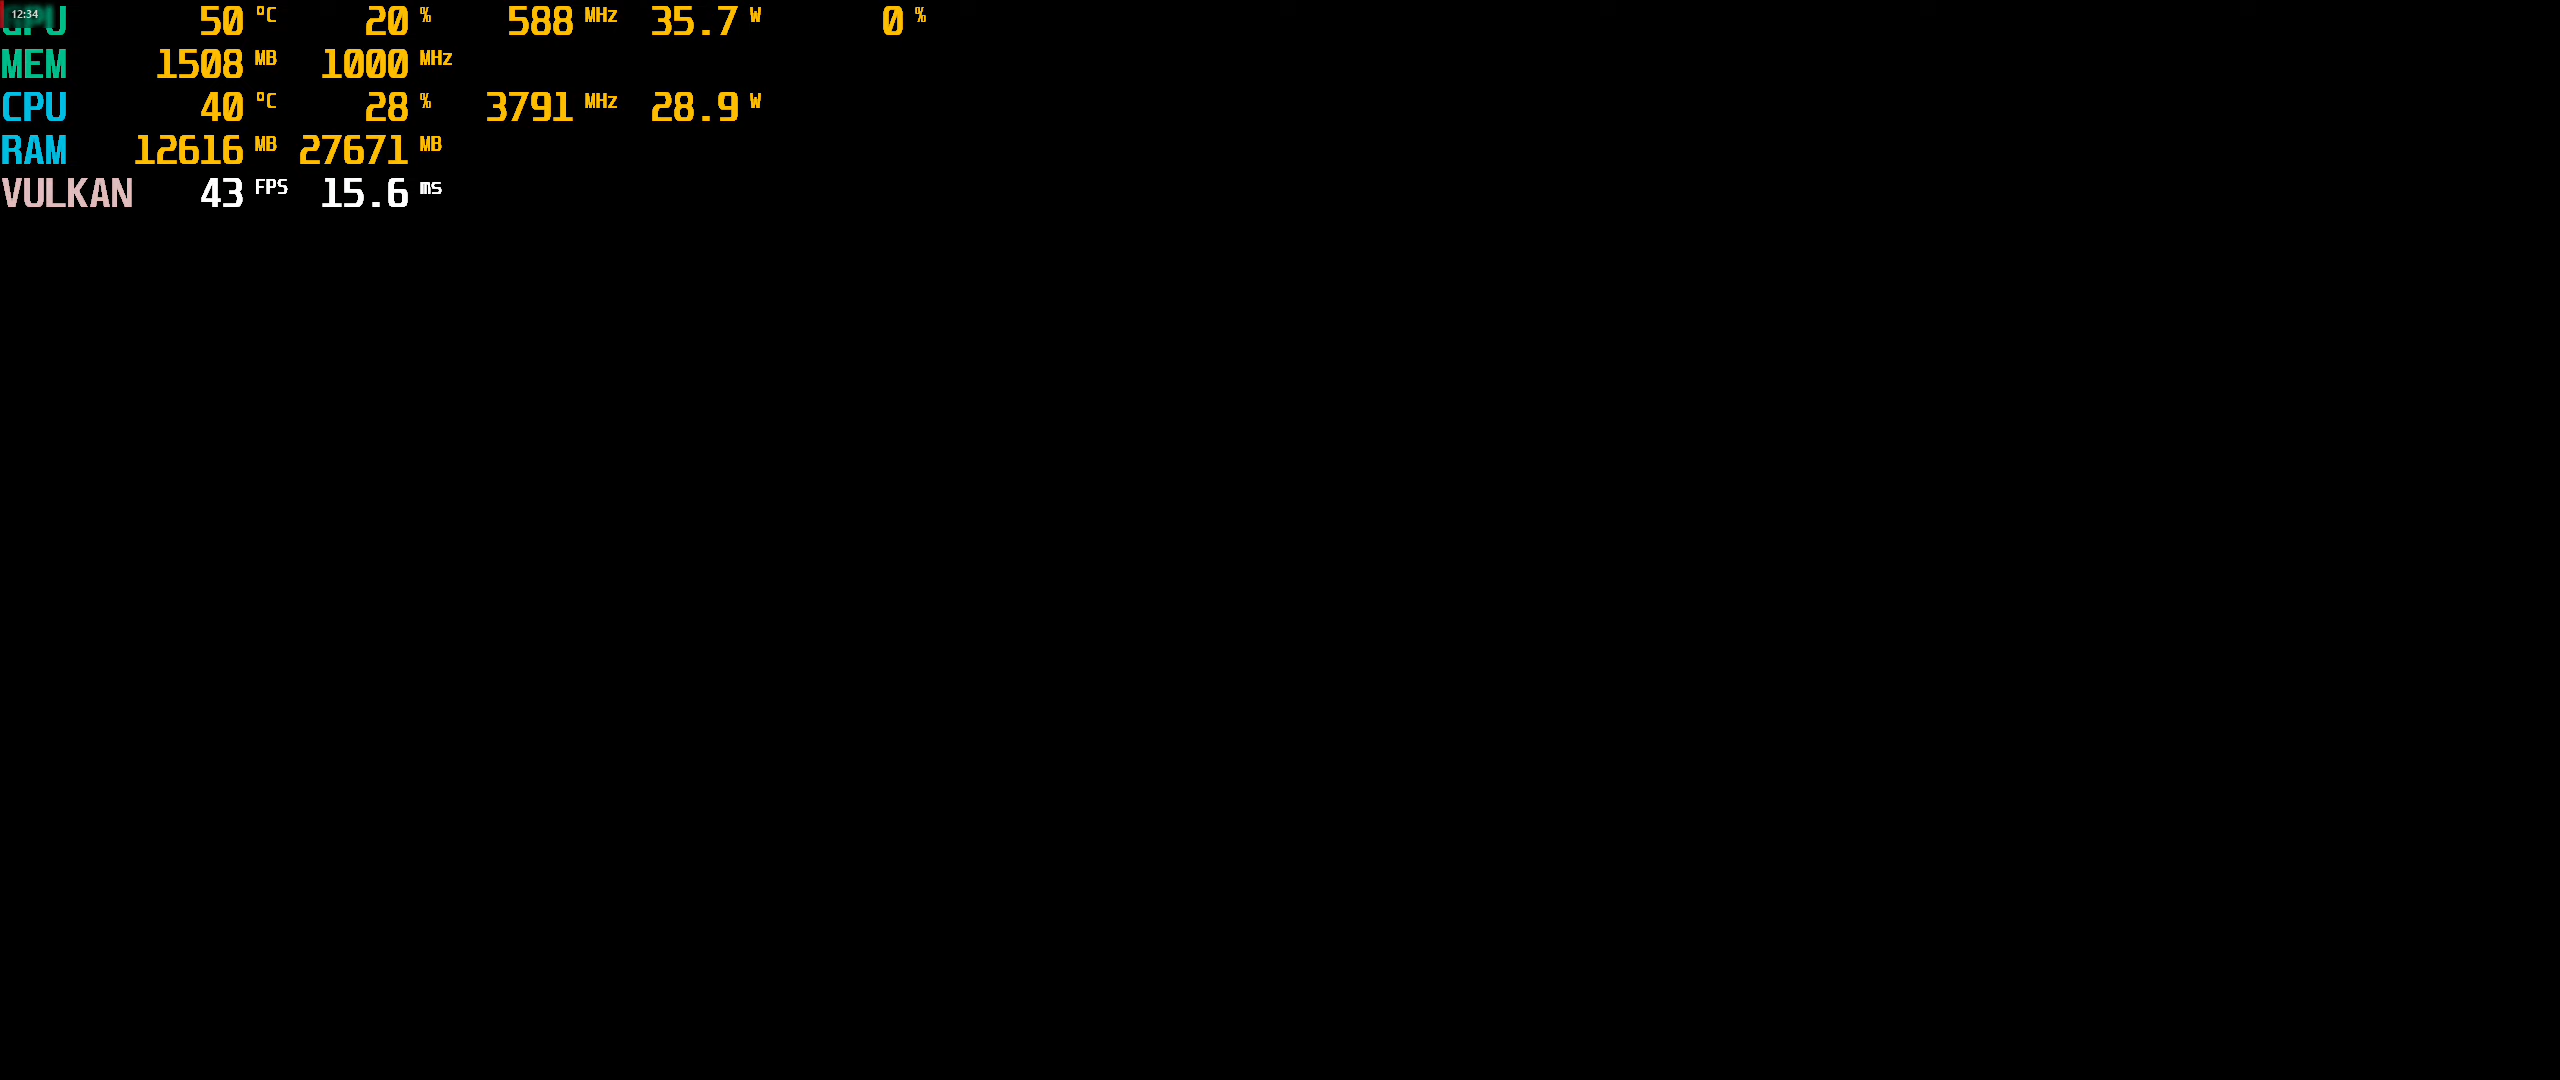 12:34
GPU 50 °C 20 % 588 MHz 35.7 W 0 %
MEM 1508 MB 1000 MHz
CPU 40 °C 28 % 3791 MHz 28.9 W
RAM 12616 MB 27671 MB
VULKAN 43 FPS 15.6 ms